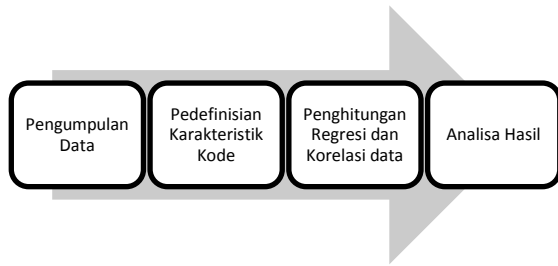 Pengumpulan
Data
Pedefinisian
Karakteristik
Kode
Penghitungan
Regresi dan
Korelasi data
Analisa Hasil